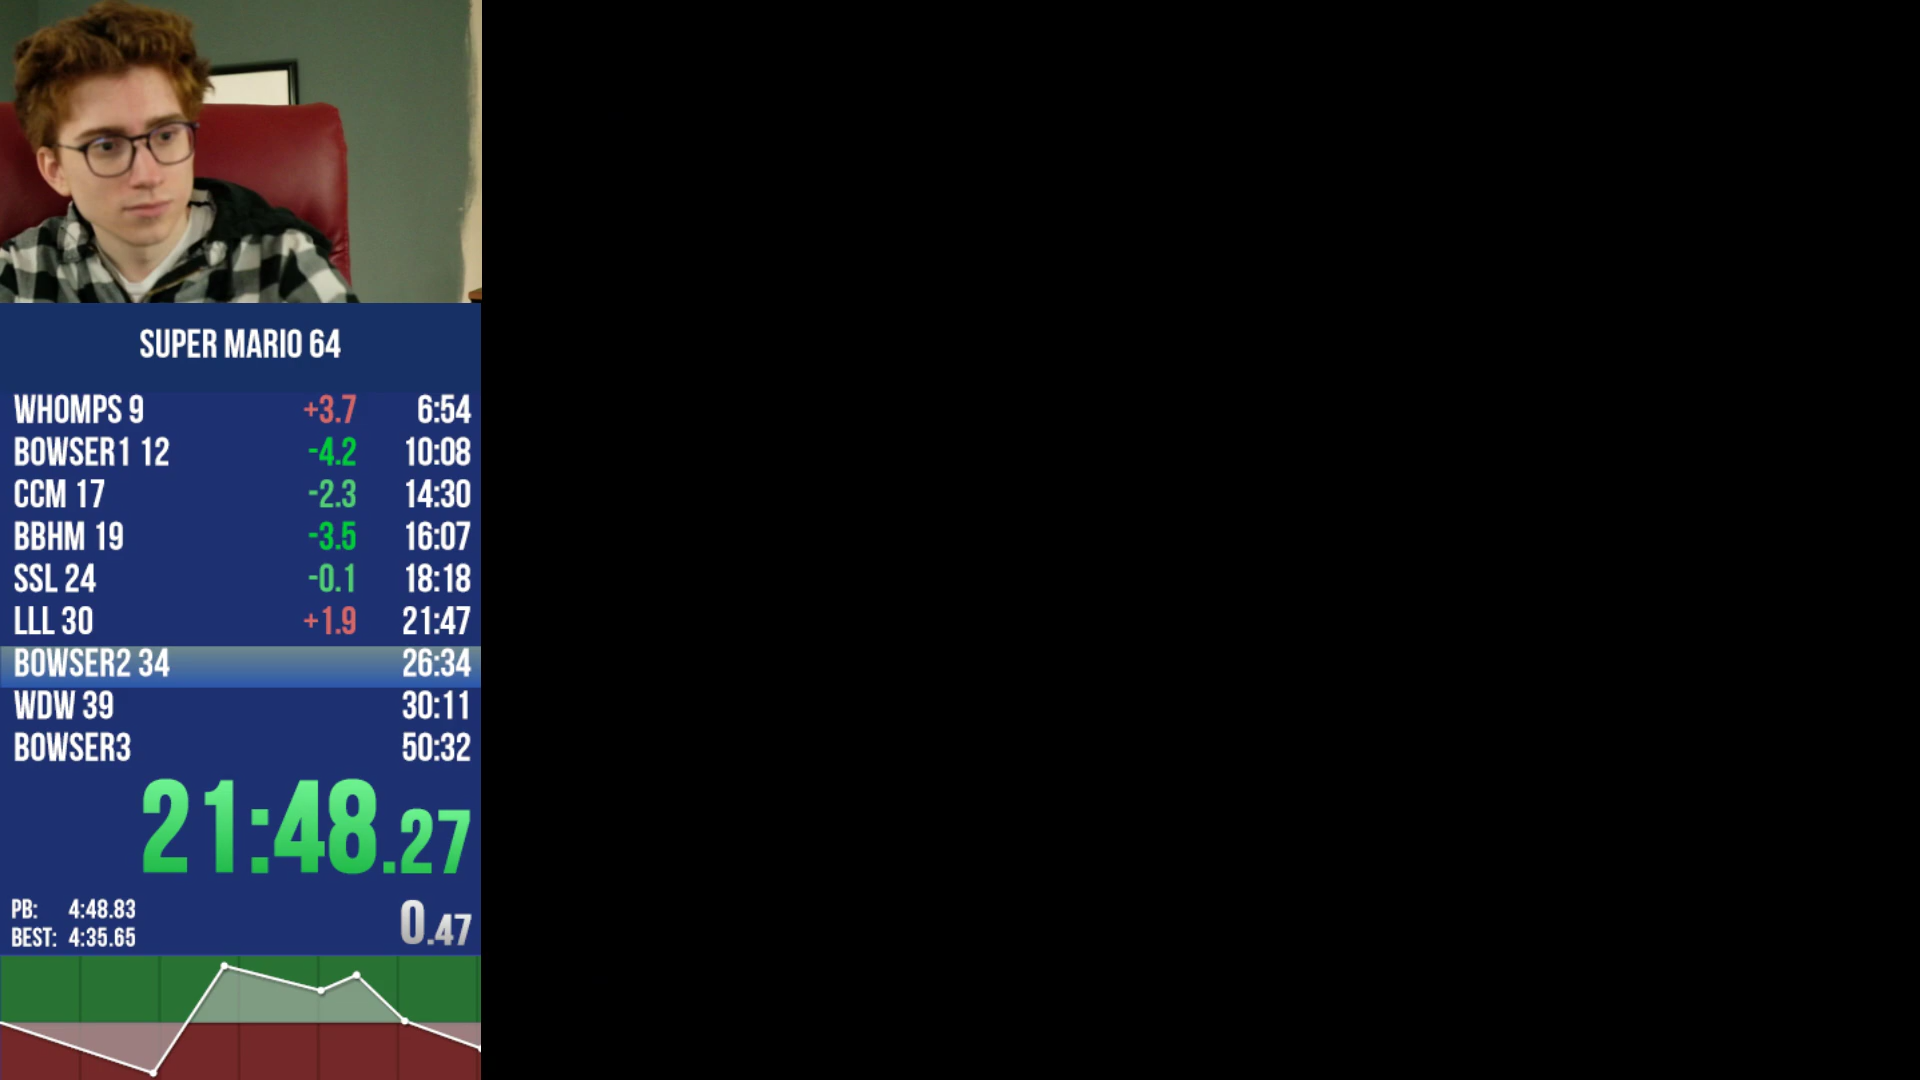 SUPER MARIO 64
WHOMPS 9 +3.7 6:54
BOWSER1 12 -4.2 10:08
CCM 17 -2.3 14:30
BBHM 19 -3.5 16:07
SSL 24 -0.1 18:18
LLL 30 +1.9 21:47
BOWSER2 34 26:34
WDW 39 30:11
BOWSER3 50:32
21:48.27
PB: 4:48.83
BEST: 4:35.65
0.47